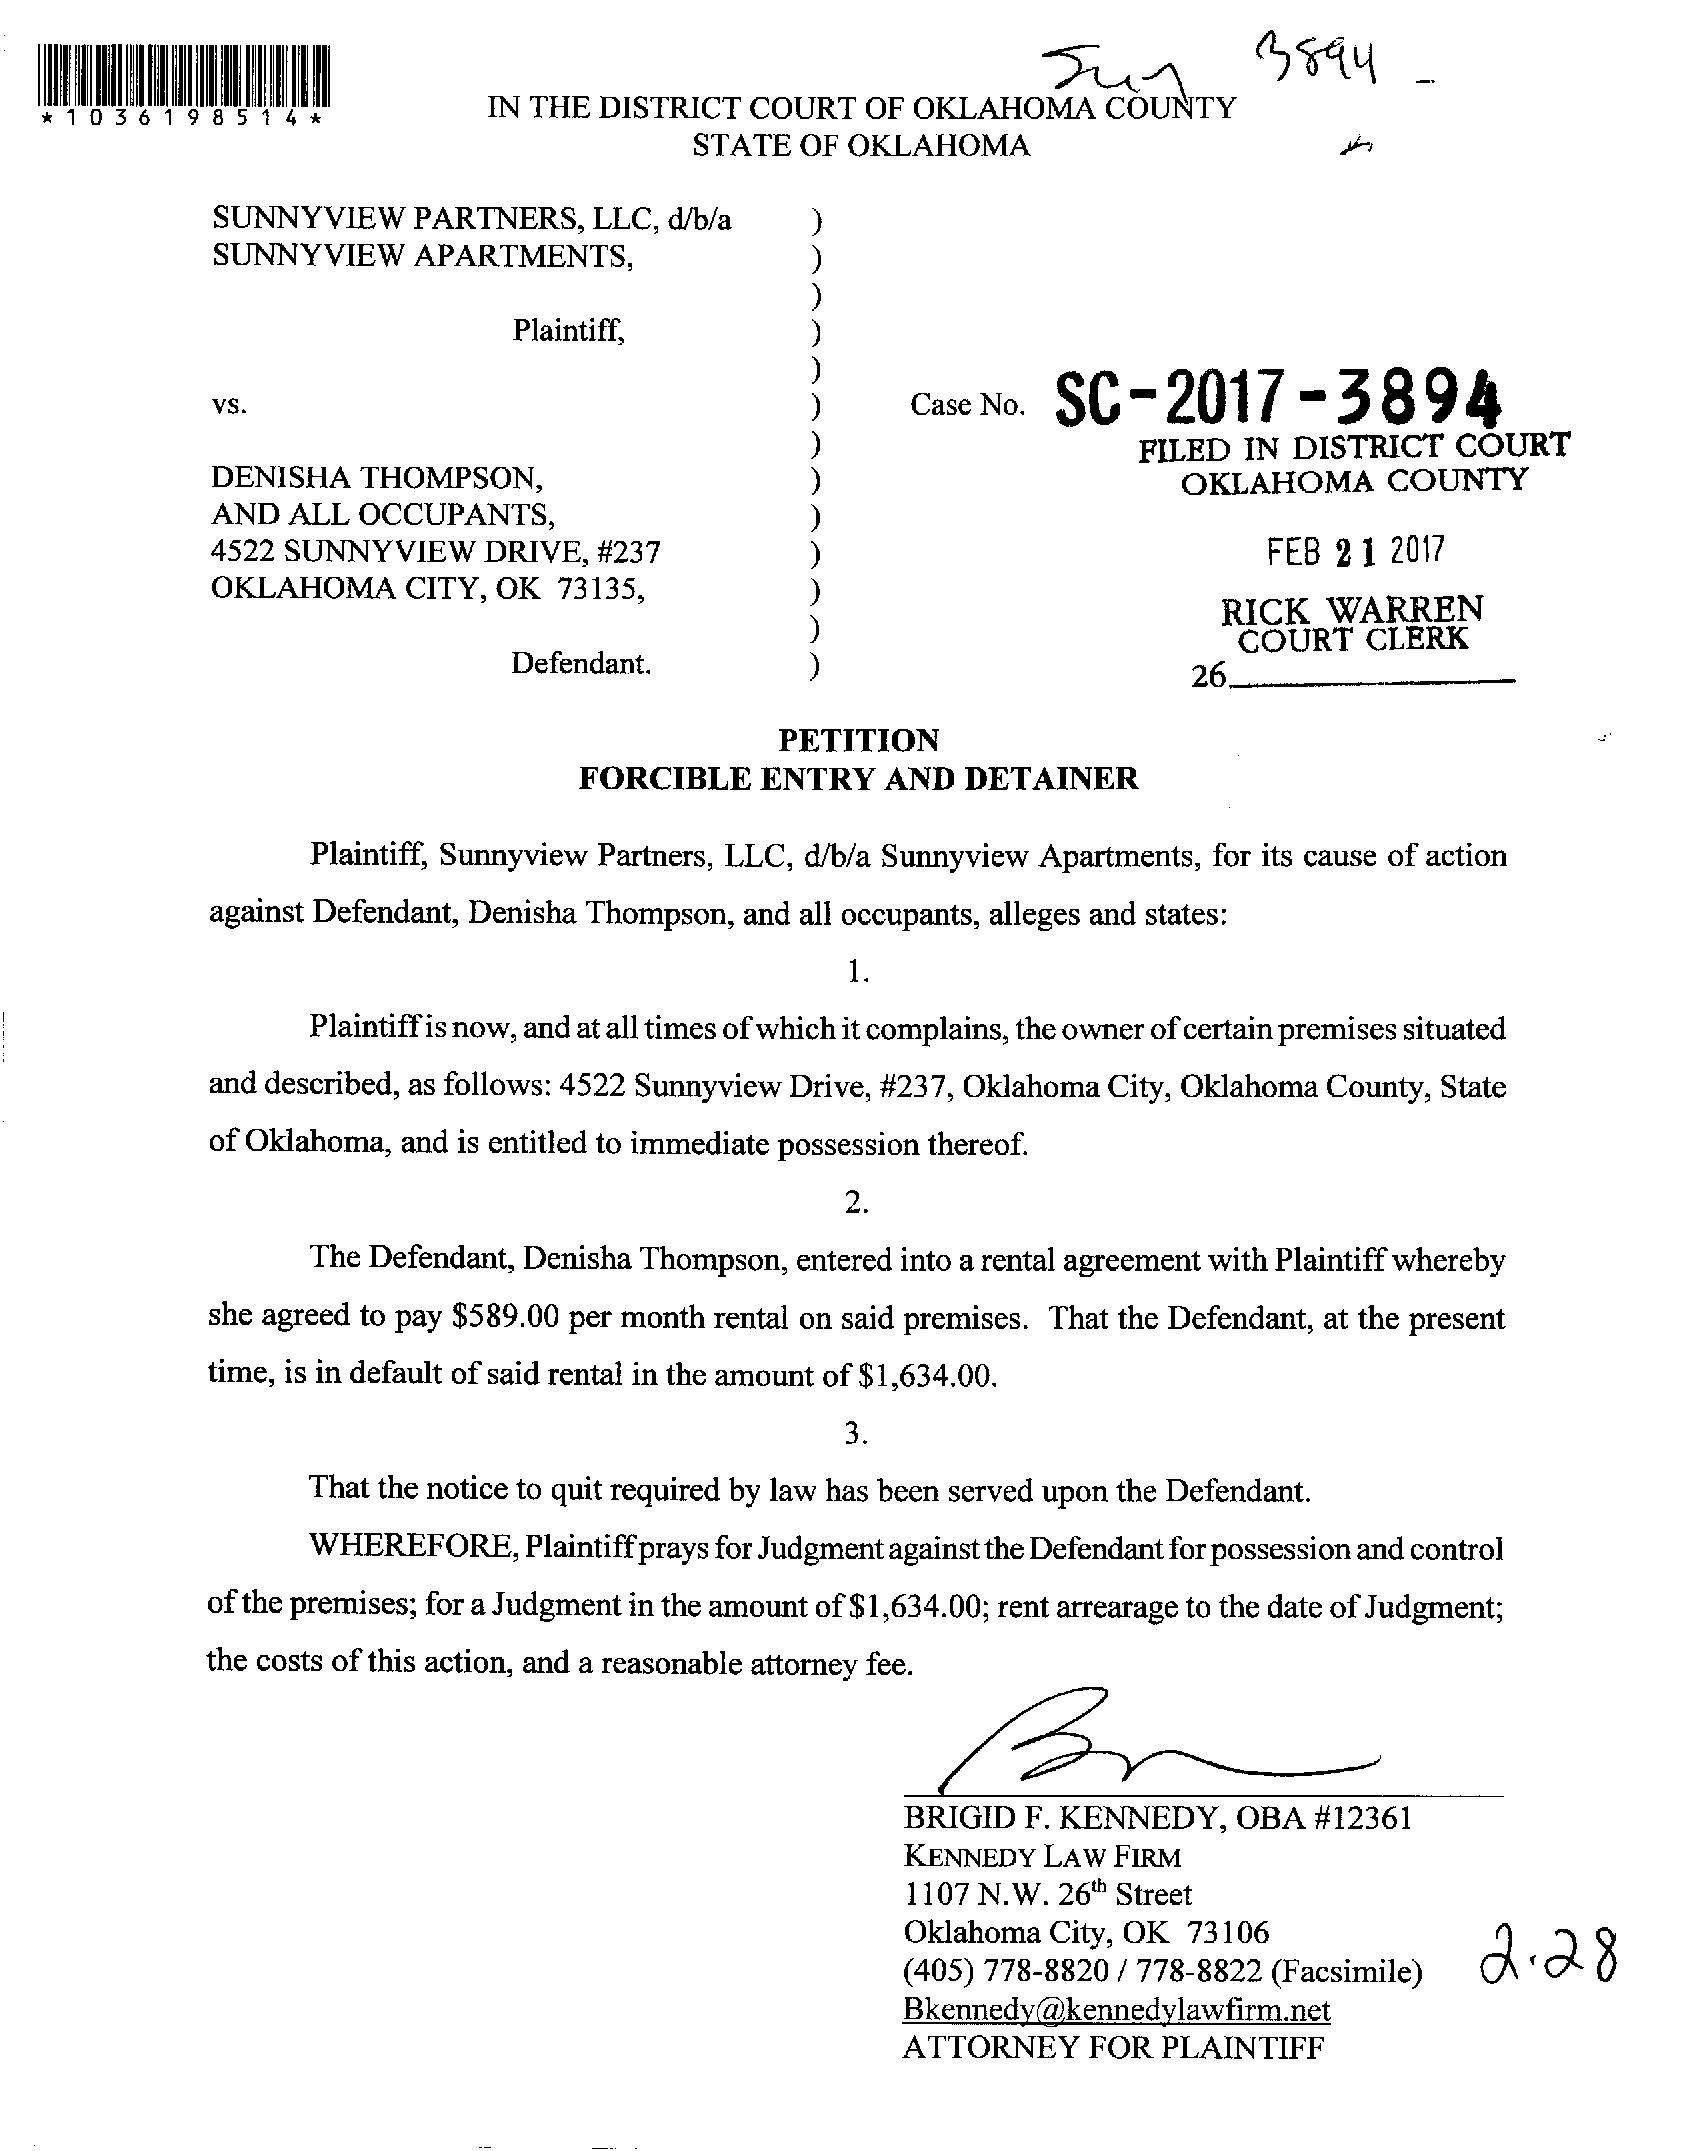 Sun 3894 -
*1036198514*
IN THE DISTRICT COURT OF OKLAHOMA COUNTY
STATE OF OKLAHOMA
SUNNYVIEW PARTNERS, LLC, d/b/a )
SUNNYVIEW APARTMENTS, )
)
Plaintiff, )
)
vs. ) Case No. SC-2017-3894
) FILED IN DISTRICT COURT
DENISHA THOMPSON, ) OKLAHOMA COUNTY
AND ALL OCCUPANTS, )
4522 SUNNYVIEW DRIVE, #237 ) FEB 21 2017
OKLAHOMA CITY, OK 73135, )
) RICK WARREN
COURT CLERK
Defendant. ) 26
PETITION
FORCIBLE ENTRY AND DETAINER
Plaintiff, Sunnyview Partners, LLC, d/b/a Sunnyview Apartments, for its cause of action
against Defendant, Denisha Thompson, and all occupants, alleges and states:
1.
Plaintiff is now, and at all times of which it complains, the owner of certain premises situated
and described, as follows: 4522 Sunnyview Drive, #237, Oklahoma City, Oklahoma County, State
of Oklahoma, and is entitled to immediate possession thereof.
2.
The Defendant, Denisha Thompson, entered into a rental agreement with Plaintiff whereby
she agreed to pay $589.00 per month rental on said premises. That the Defendant, at the present
time, is in default of said rental in the amount of $1,634.00.
3.
That the notice to quit required by law has been served upon the Defendant.
WHEREFORE, Plaintiff prays for Judgment against the Defendant for possession and control
of the premises; for a Judgment in the amount of $1,634.00; rent arrearage to the date of Judgment;
the costs of this action, and a reasonable attorney fee.
BRIGID F. KENNEDY, OBA #12361
KENNEDY LAW FIRM
1107 N.W. 26th Street
Oklahoma City, OK 73106
(405) 778-8820 / 778-8822 (Facsimile) 2.28
Bkennedy@kennedylawfirm.net
ATTORNEY FOR PLAINTIFF